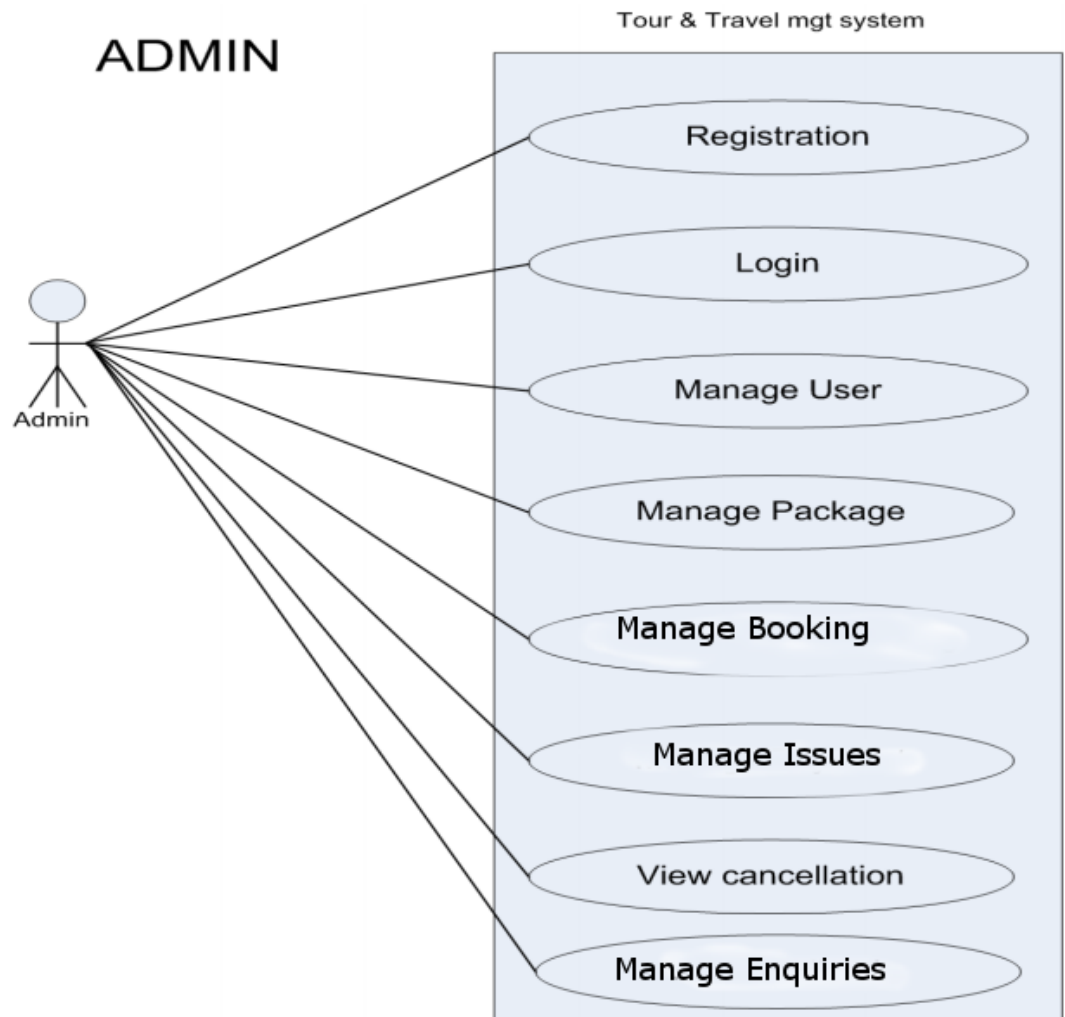 Tour & Travel mgt system
ADMIN
Registration
Login
Manage User
Admin
Manage Package
Manage Booking
Manage Issues
View cancellation
Manage Enquiries